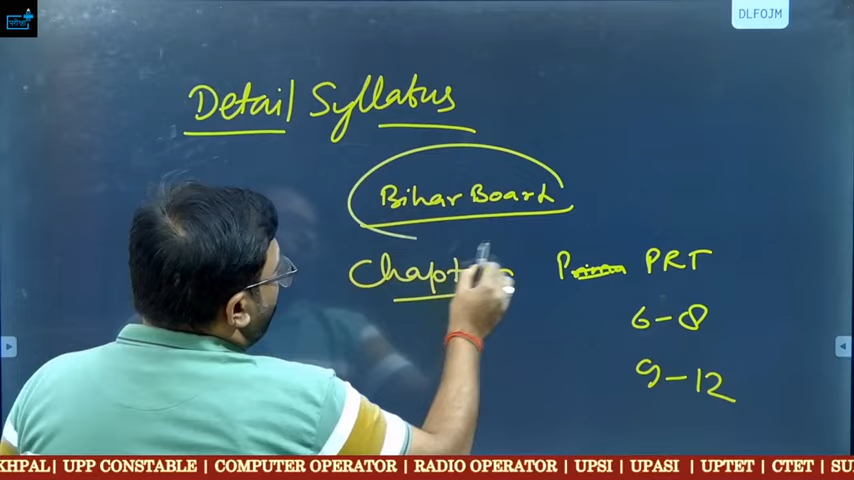 परीक्षा
DLFOJM
Detail Syllabus
Bihar Board
PRT
6-8
9-12
KHPAL | UPP CONSTABLE | COMPUTER OPERATOR | RADIO OPERATOR | UPSI | UPASI | UPTET | CTET | SU